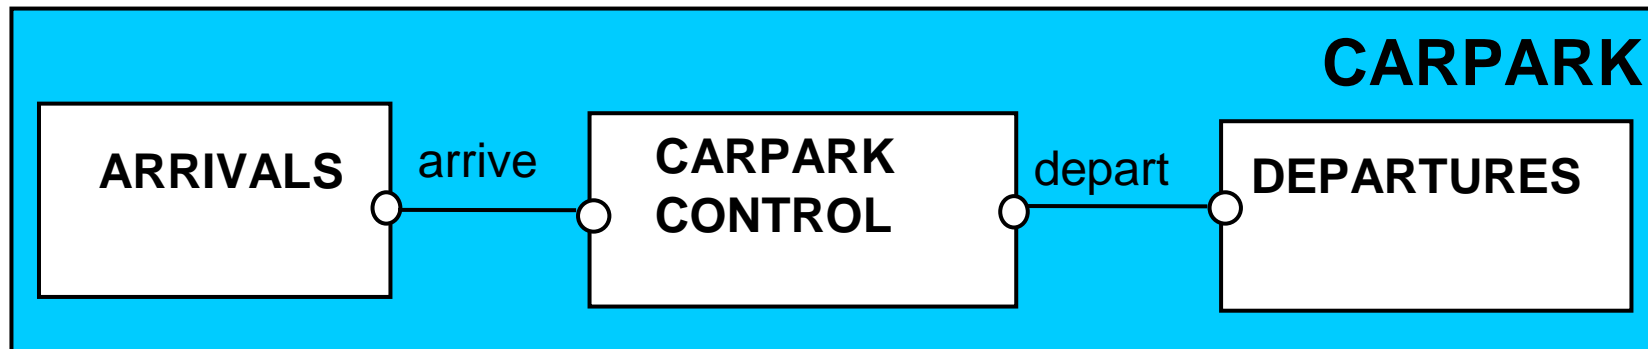 CARPARK
ARRIVALS
arrive
CARPARK
CONTROL
depart
DEPARTURES